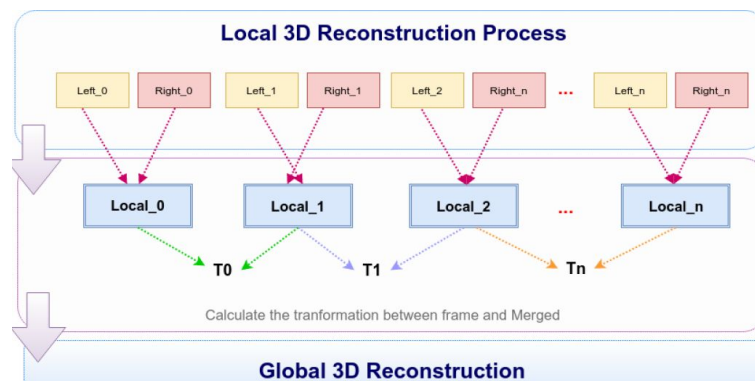 Local 3D Reconstruction Process
Left_0 Right_0 Left_1 Right_1 Left_2 Right_n ... Left_n Right_n
Local_0 Local_1 Local_2 ... Local_n
T0 T1 Tn
Calculate the tranformation between frame and Merged
Global 3D Reconstruction